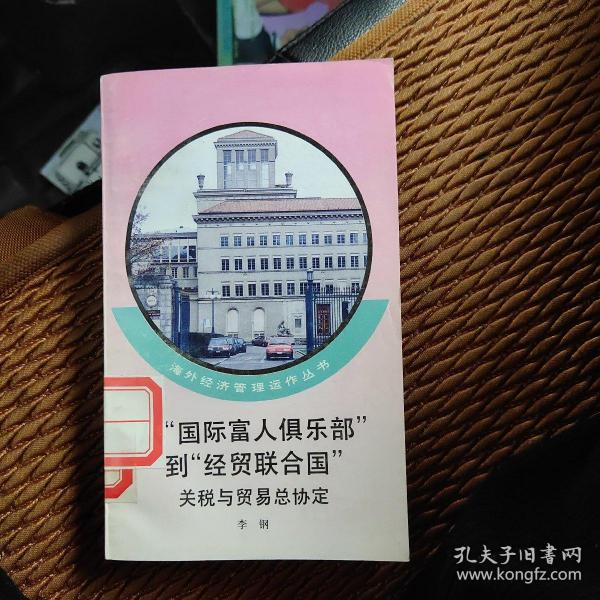 海外经济管理运作丛书
“国际富人俱乐部”
到“经贸联合国”
关税与贸易总协定
李 钢
孔夫子旧书网
www.kongfz.com